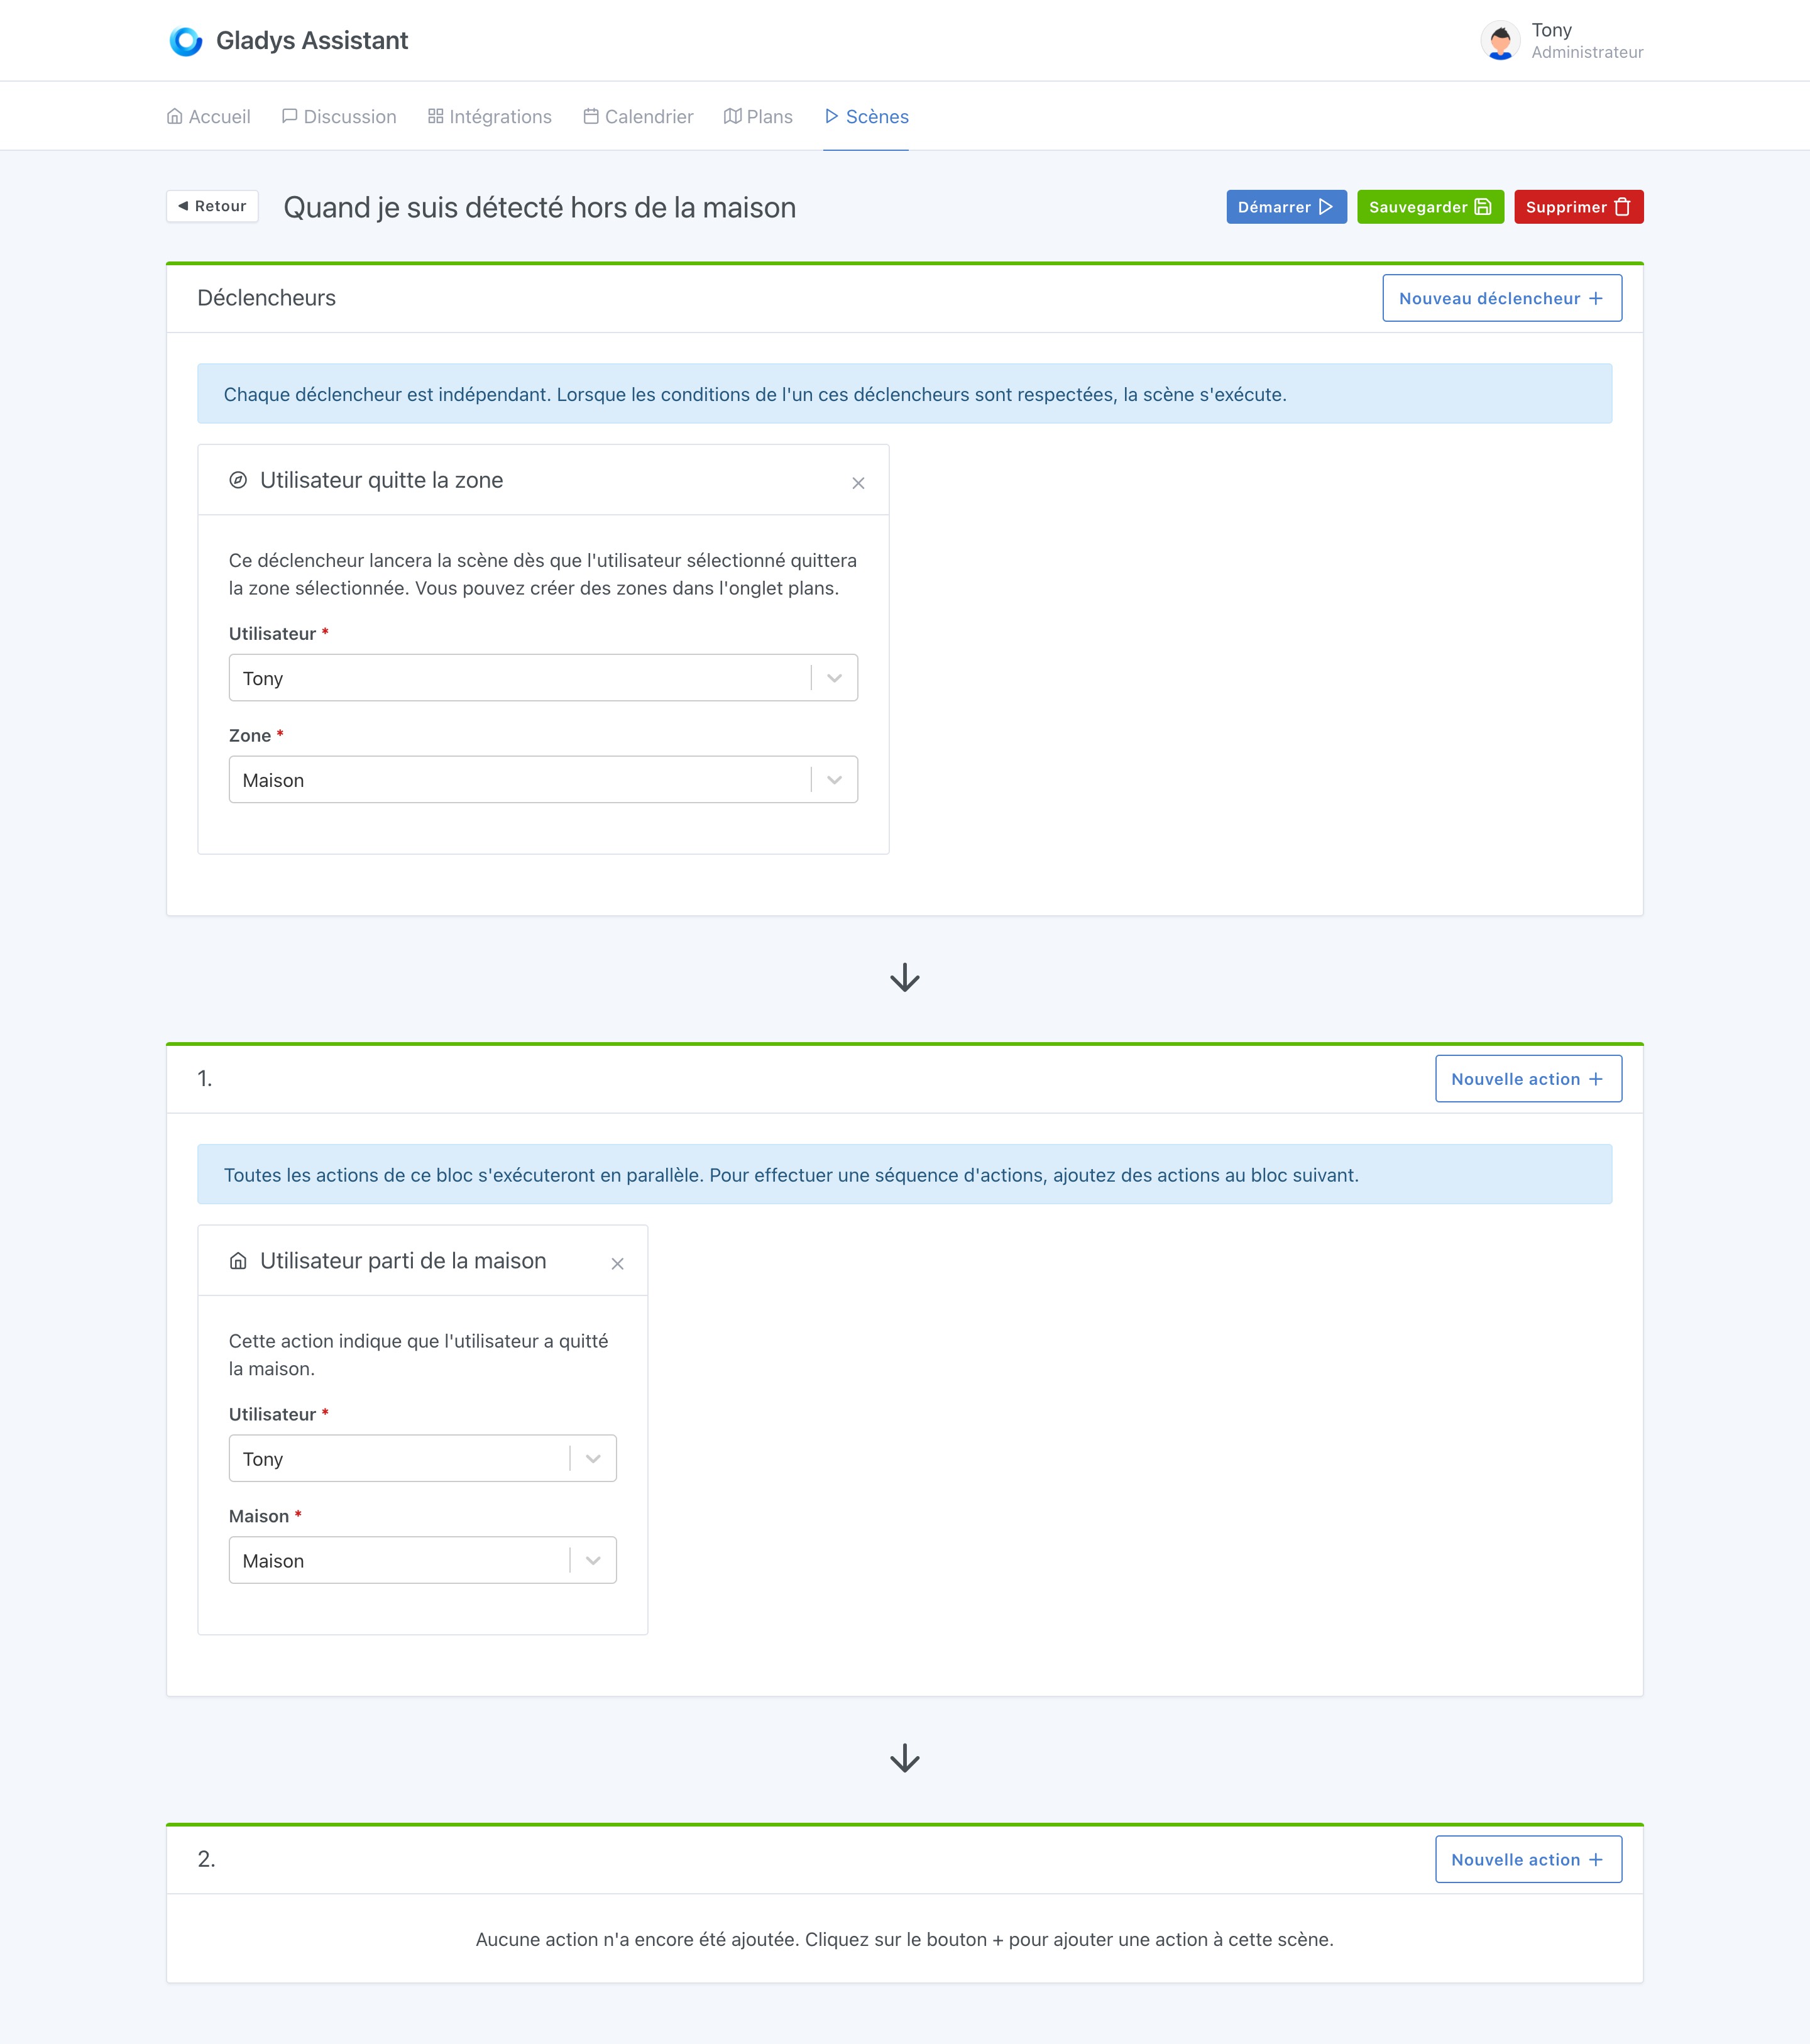 Gladys Assistant
Tony
Administrateur
Accueil
Discussion
Intégrations
Calendrier
Plans
Scènes
◄ Retour
Quand je suis détecté hors de la maison
Démarrer
Sauvegarder
Supprimer
Déclencheurs
Nouveau déclencheur +
Chaque déclencheur est indépendant. Lorsque les conditions de l'un ces déclencheurs sont respectées, la scène s'exécute.
Utilisateur quitte la zone
Ce déclencheur lancera la scène dès que l'utilisateur sélectionné quittera
la zone sélectionnée. Vous pouvez créer des zones dans l'onglet plans.
Utilisateur *
Tony
Zone *
Maison
1.
Nouvelle action +
Toutes les actions de ce bloc s'exécuteront en parallèle. Pour effectuer une séquence d'actions, ajoutez des actions au bloc suivant.
Utilisateur parti de la maison
Cette action indique que l'utilisateur a quitté
la maison.
Utilisateur *
Tony
Maison *
Maison
2.
Nouvelle action +
Aucune action n'a encore été ajoutée. Cliquez sur le bouton + pour ajouter une action à cette scène.